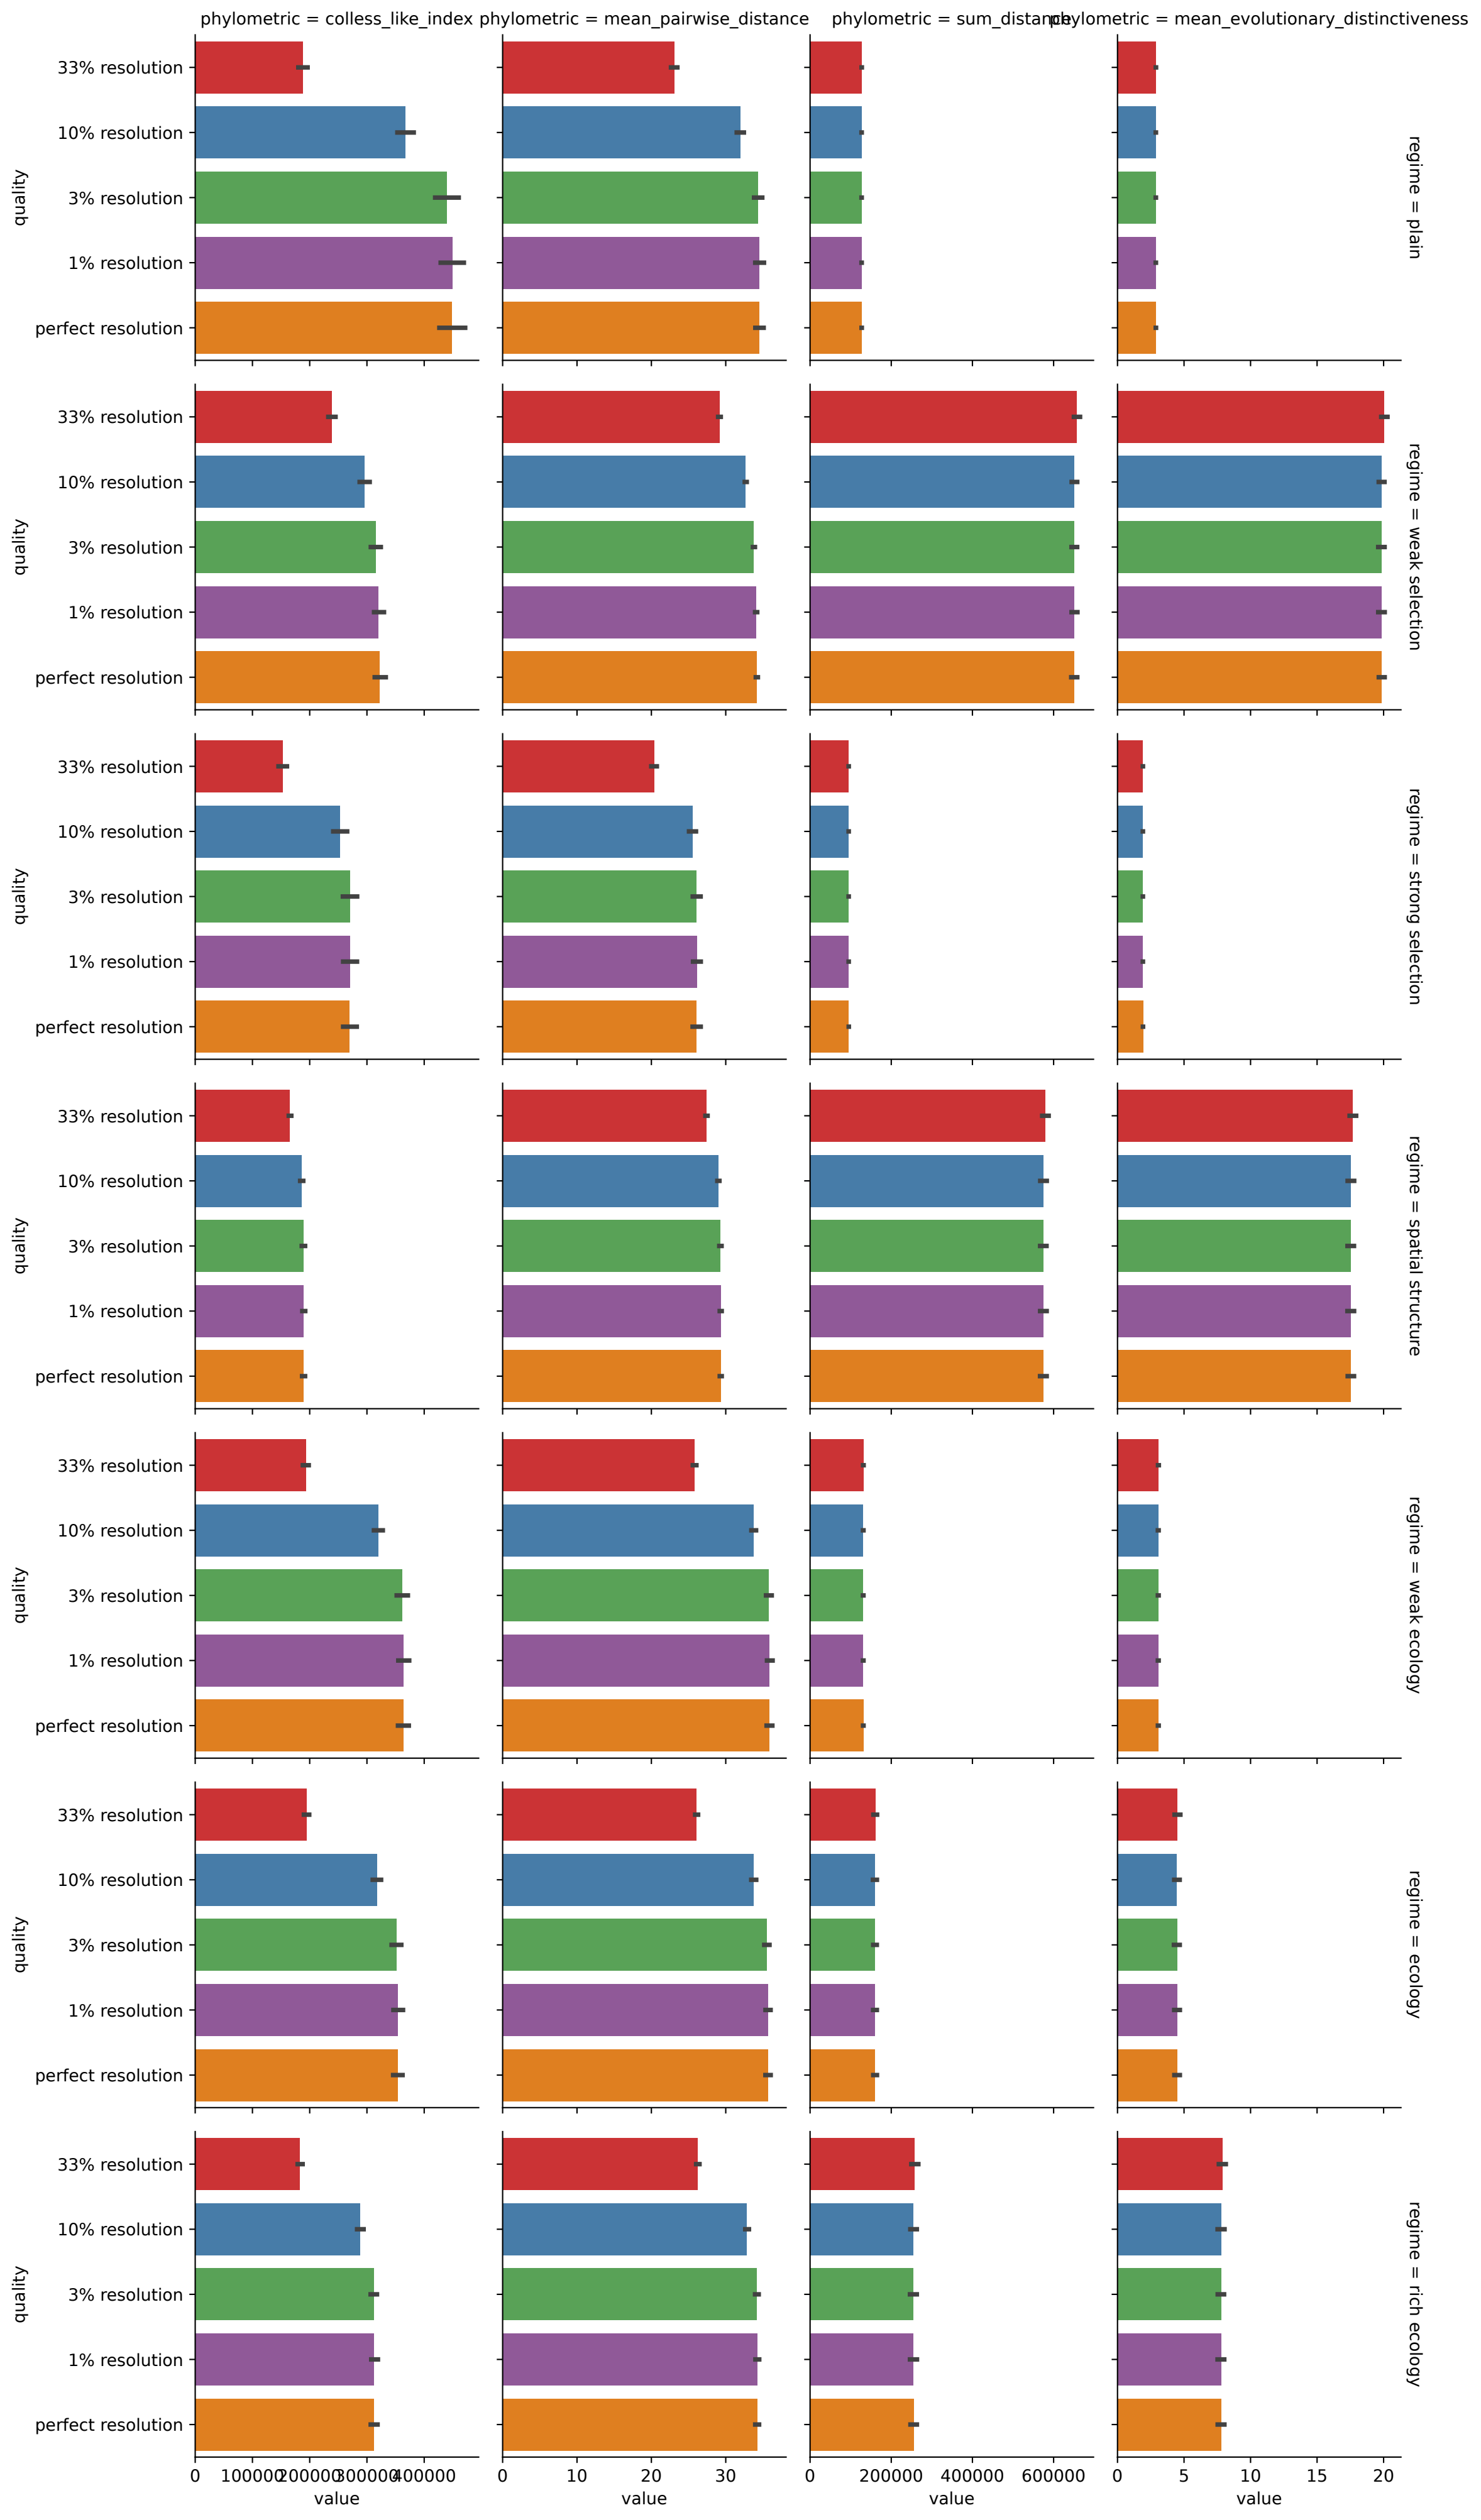 phylometric = colless_like_index
phylometric = mean_pairwise_distance
phylometric = sum_distance
phylometric = mean_evolutionary_distinctiveness
33% resolution
10% resolution
3% resolution
1% resolution
perfect resolution
quality
regime = plain
33% resolution
10% resolution
3% resolution
1% resolution
perfect resolution
quality
regime = weak selection
33% resolution
10% resolution
3% resolution
1% resolution
perfect resolution
quality
regime = strong selection
33% resolution
10% resolution
3% resolution
1% resolution
perfect resolution
quality
regime = spatial structure
33% resolution
10% resolution
3% resolution
1% resolution
perfect resolution
quality
regime = weak ecology
33% resolution
10% resolution
3% resolution
1% resolution
perfect resolution
quality
regime = ecology
33% resolution
10% resolution
3% resolution
1% resolution
perfect resolution
quality
regime = rich ecology
0 100000 200000 300000 400000
0 10 20 30
0 200000 400000 600000
0 5 10 15 20
value
value
value
value